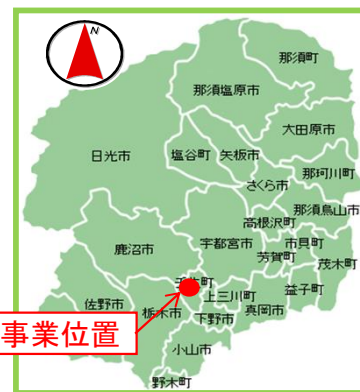 N
那須町
那須塩原市
大田原市
日光市
塩谷町
矢板市
那珂川町
さくら市
那須烏山市
高根沢町
鹿沼市
宇都宮市
市貝町
芳賀町
茂木町
上三川町
益子町
佐野市
栃木市
下野市
真岡市
事業位置
小山市
野木町